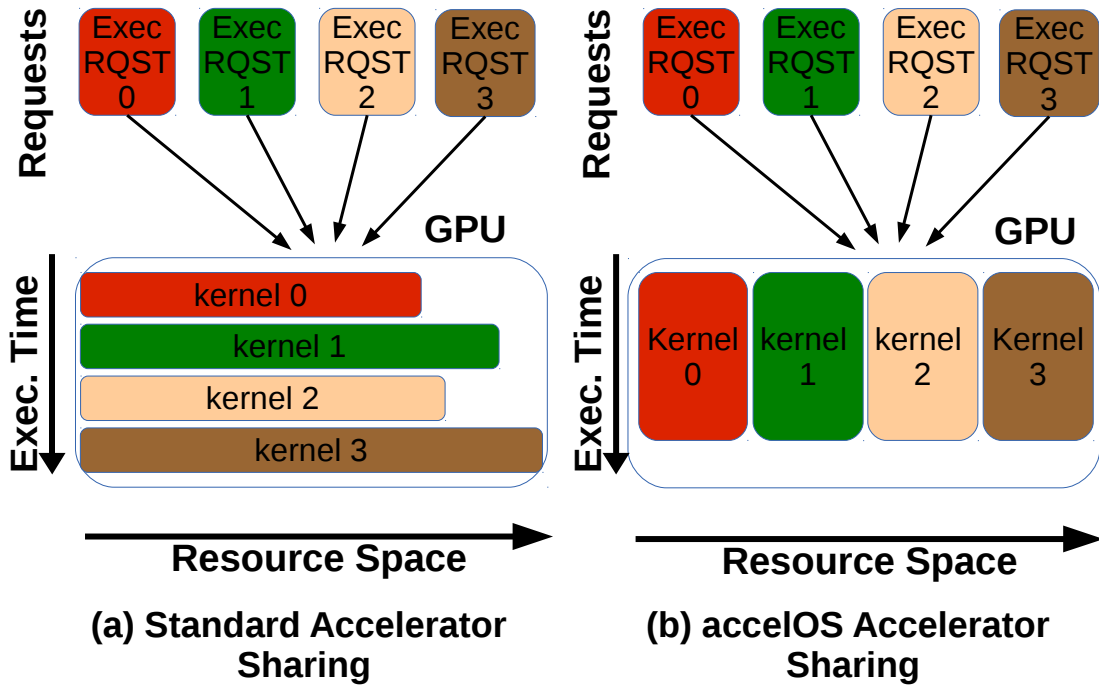 Requests
Exec
RQST
0
Exec
RQST
1
Exec
RQST
2
Exec
RQST
3
GPU
Exec. Time
kernel 0
kernel 1
kernel 2
kernel 3
Resource Space
(a) Standard Accelerator
Sharing
Requests
Exec
RQST
0
Exec
RQST
1
Exec
RQST
2
Exec
RQST
3
GPU
Exec. Time
Kernel
0
kernel
1
kernel
2
Kernel
3
Resource Space
(b) accelOS Accelerator
Sharing